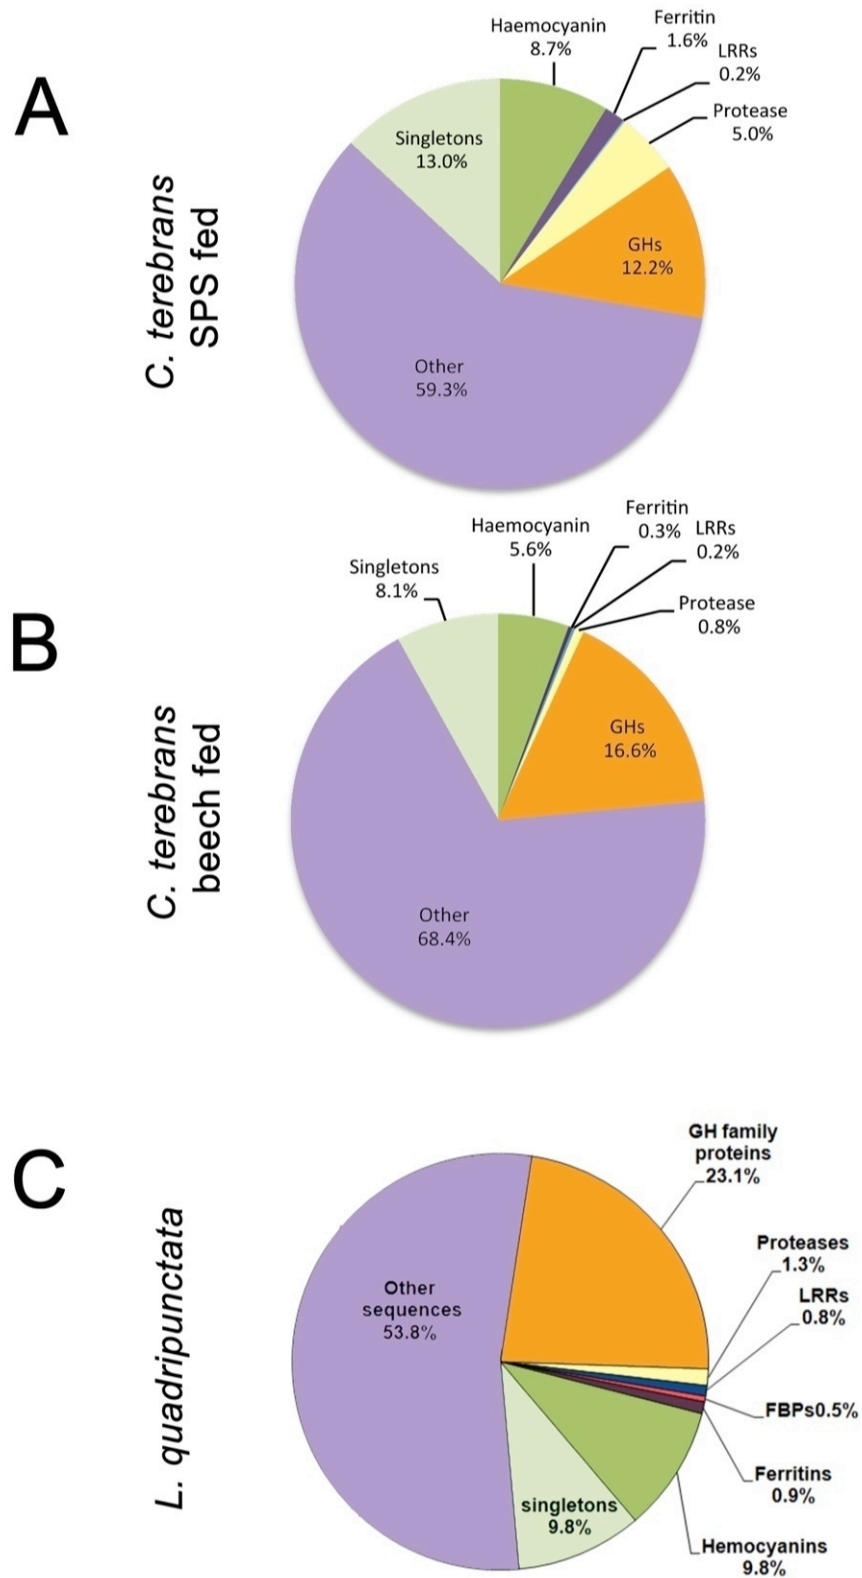 A
C. terebrans
SPS fed
Haemocyanin
8.7%
Ferritin
1.6%
LRRs
0.2%
Protease
5.0%
GHs
12.2%
Singletons
13.0%
Other
59.3%
B
C. terebrans
beech fed
Haemocyanin
5.6%
Ferritin
0.3%
LRRs
0.2%
Protease
0.8%
Singletons
8.1%
GHs
16.6%
Other
68.4%
C
L. quadripunctata
GH family
proteins
23.1%
Proteases
1.3%
LRRs
0.8%
FBPs0.5%
Ferritins
0.9%
Hemocyanins
9.8%
singletons
9.8%
Other
sequences
53.8%